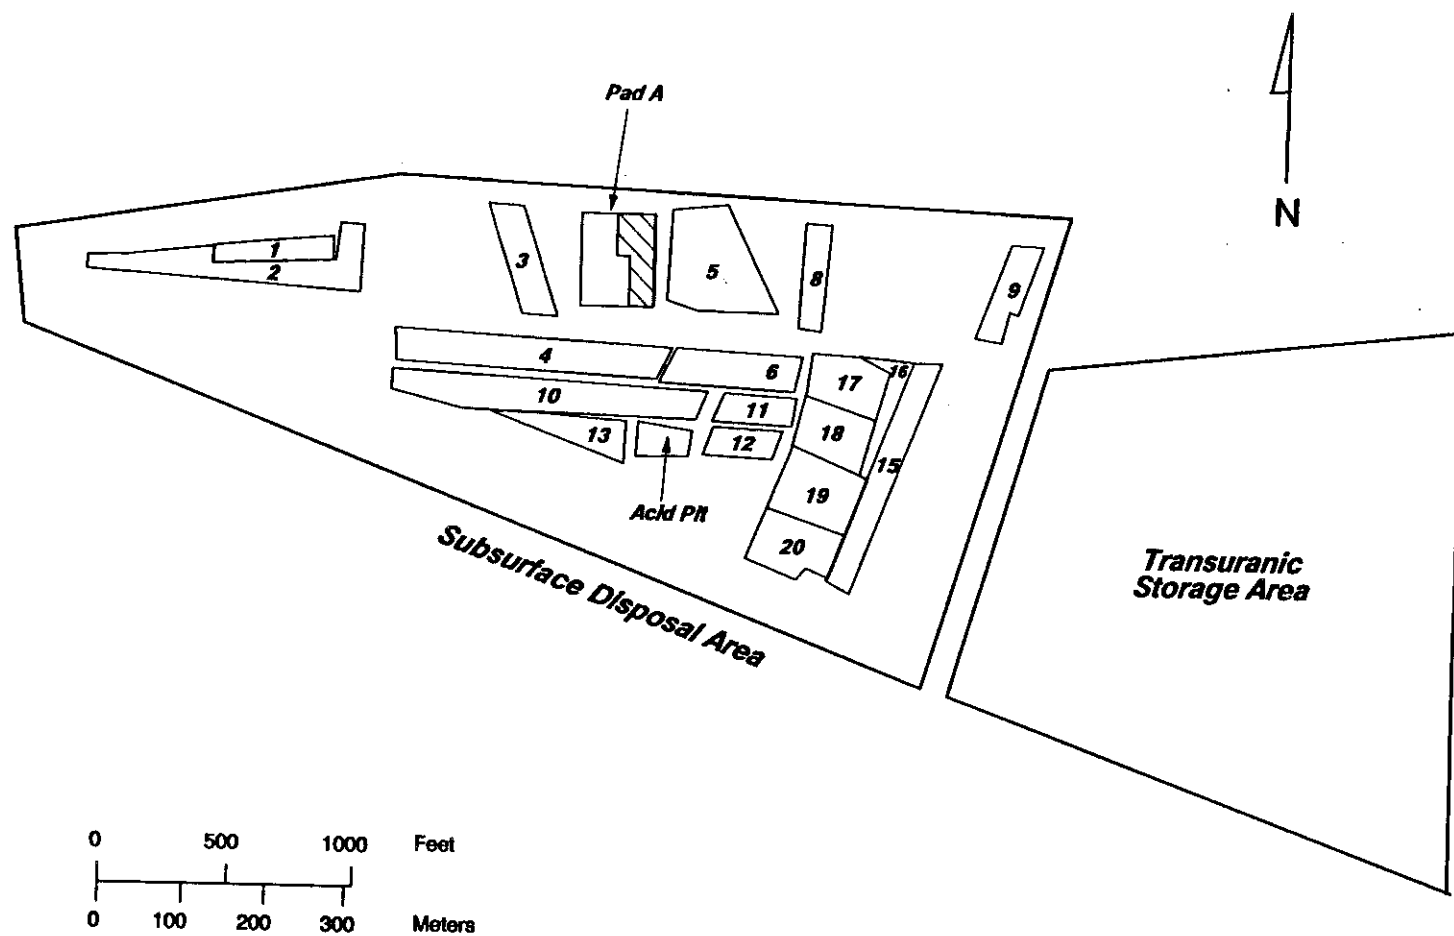 Pad A
N
1
2
3
5
8
9
4
6
16
17
10
11
18
13
12
15
19
Acid Pit
20
Subsurface Disposal Area
Transuranic
Storage Area
0 500 1000 Feet
0 100 200 300 Meters